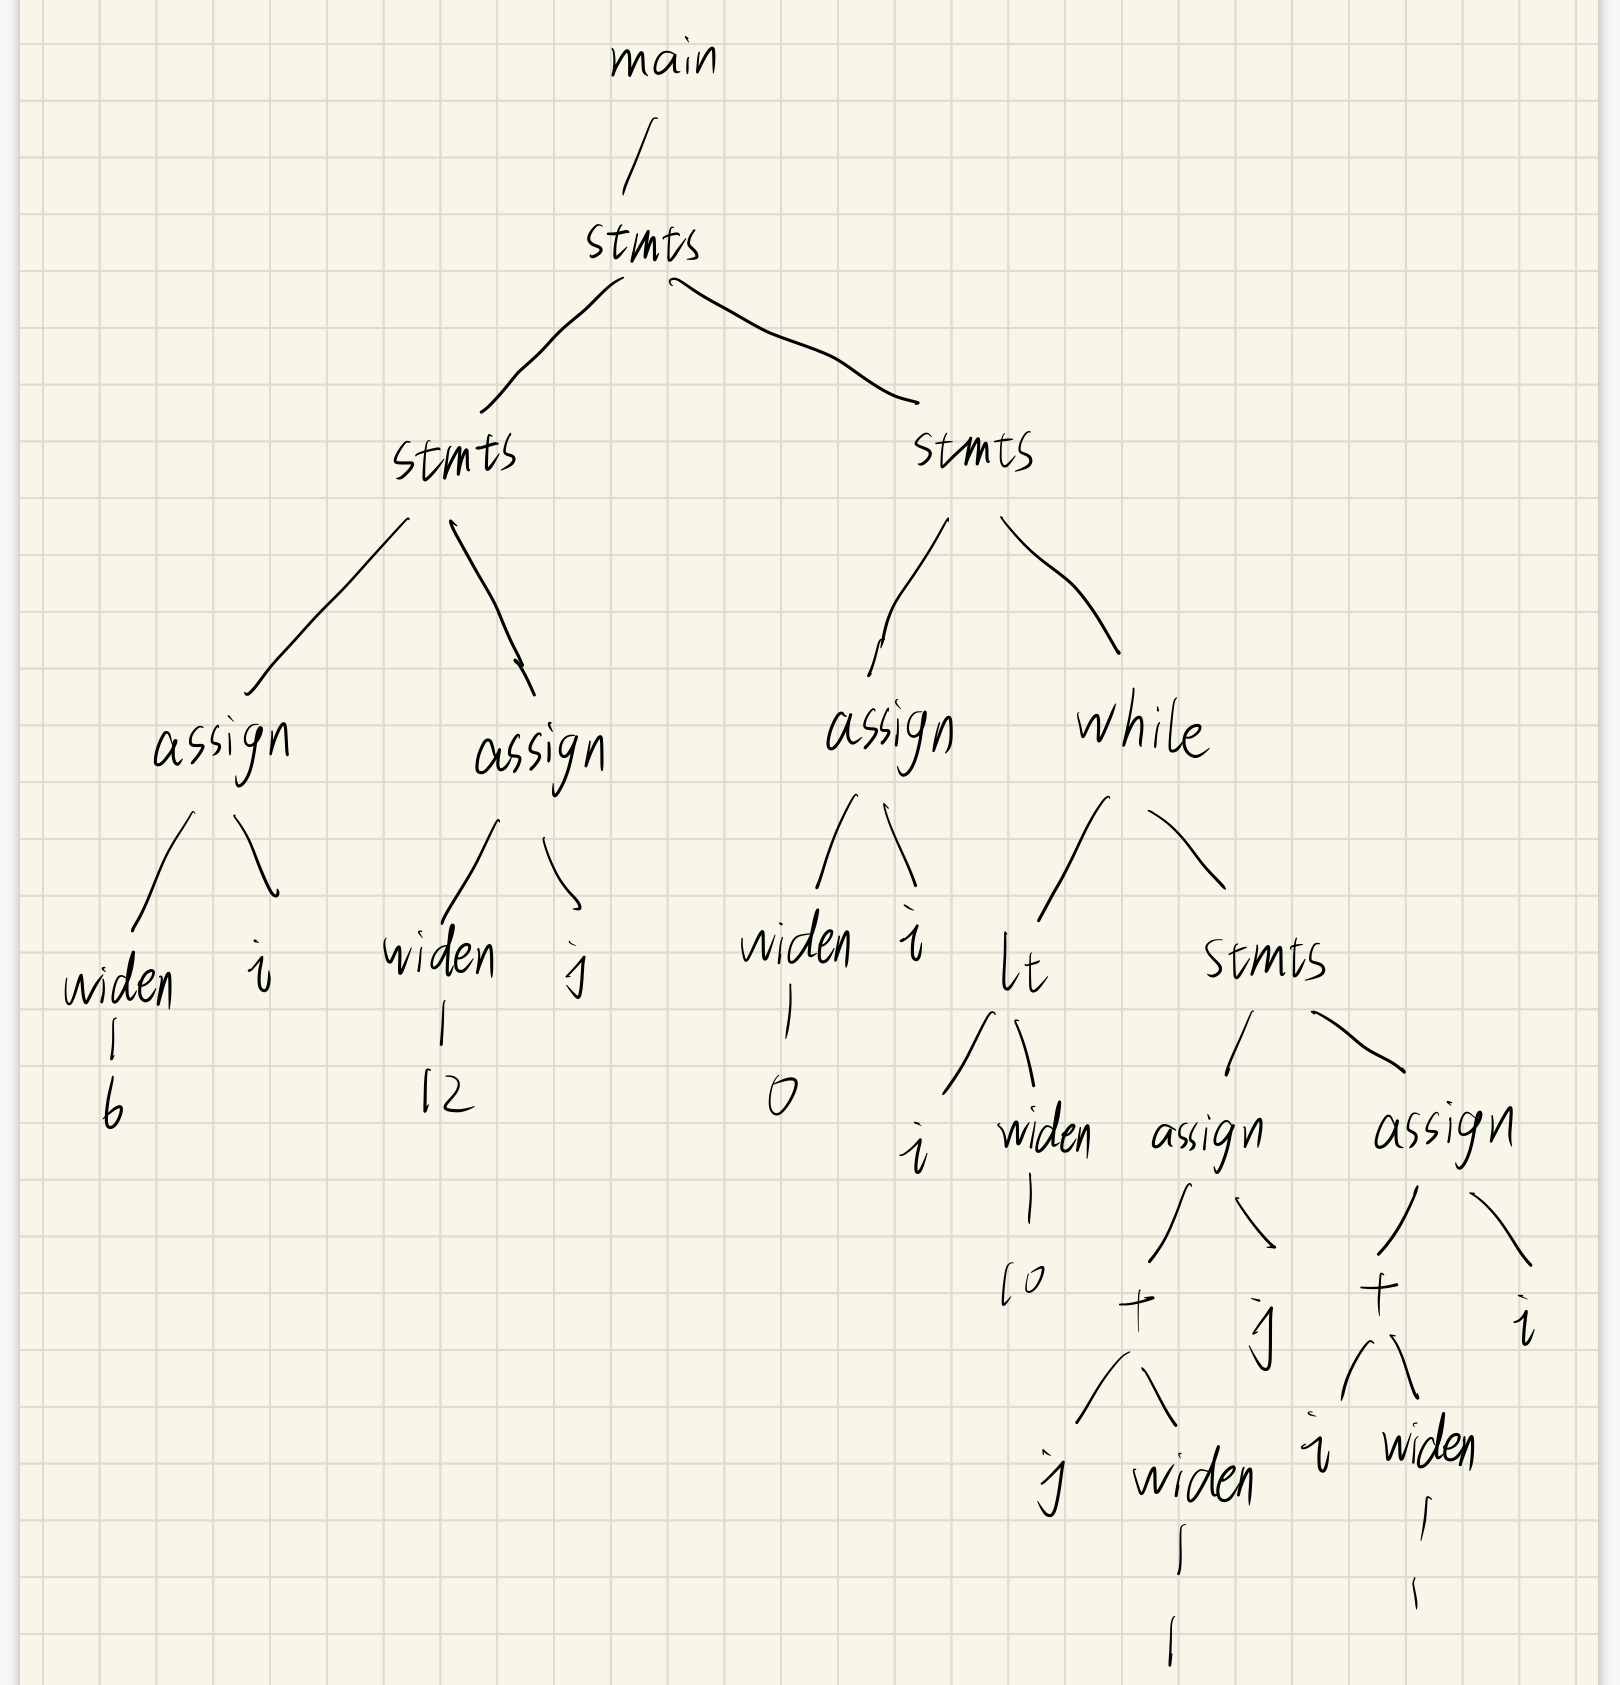 main
stmts
stmts stmts
assign assign assign while
widen i widen j widen i lt stmts
6 12 0 i widen assign assign
10 + j + i
j widen i widen
1 1